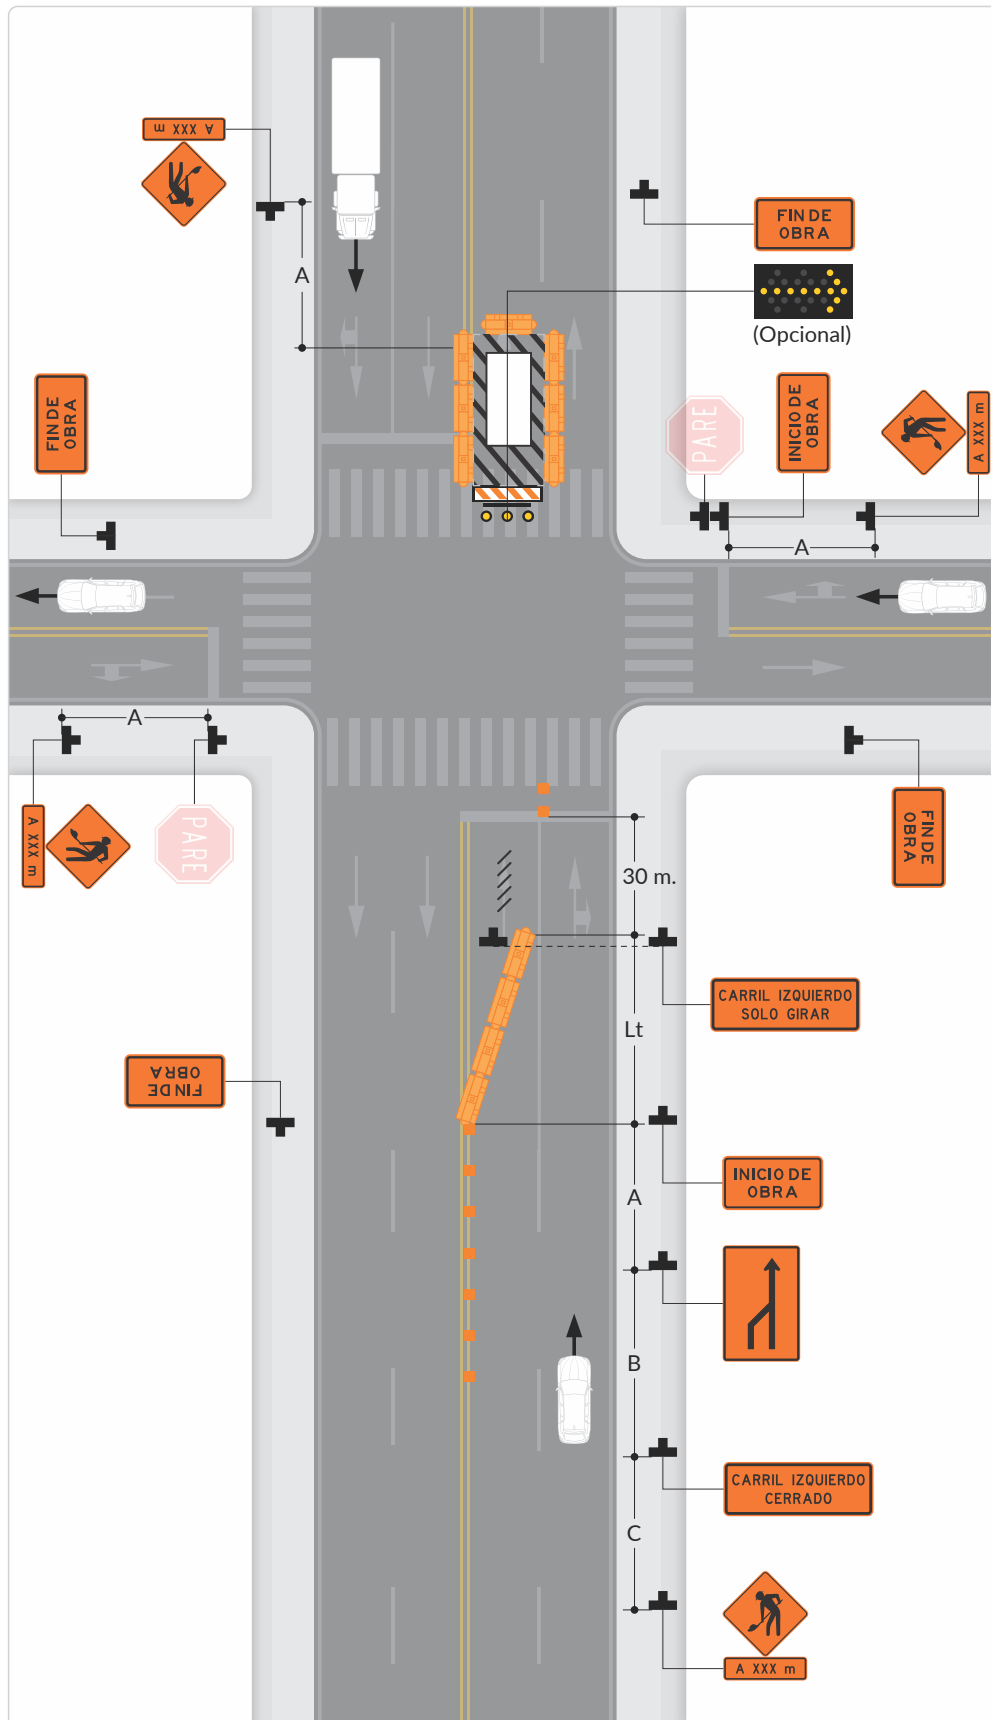 A XXX m
A
FIN DE
OBRA
(Opcional)
FIN DE
OBRA
PARE
INICIO DE
OBRA
A XXX m
A
A
A XXX m
PARE
FIN DE
OBRA
30 m.
CARRIL IZQUIERDO
SOLO GIRAR
Lt
FIN DE
OBRA
INICIO DE
OBRA
A
B
CARRIL IZQUIERDO
CERRADO
C
A XXX m